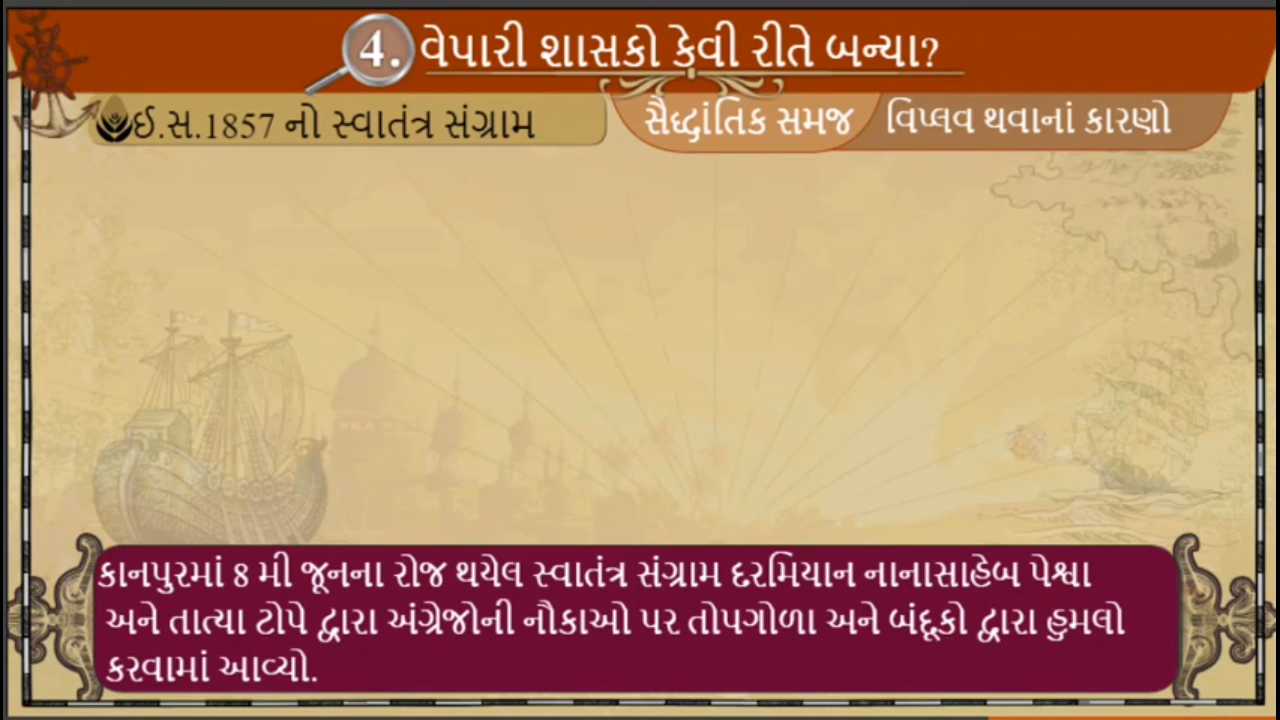 4. વેપારી શાસકો કેવી રીતે બન્યા?
ઈ.સ.1857 નો સ્વાતંત્ર સંગ્રામ
સૈદ્ધાંતિક સમજ
વિપ્લવ થવાનાં કારણો
કાનપુરમાં 8 મી જૂનના રોજ થયેલ સ્વાતંત્ર સંગ્રામ દરમિયાન નાનાસાહેબ પેશ્વા
અને તાત્યા ટોપે દ્વારા અંગ્રેજોની નૌકાઓ પર તોપગોળા અને બંદૂકો દ્વારા હુમલો
કરવામાં આવ્યો.